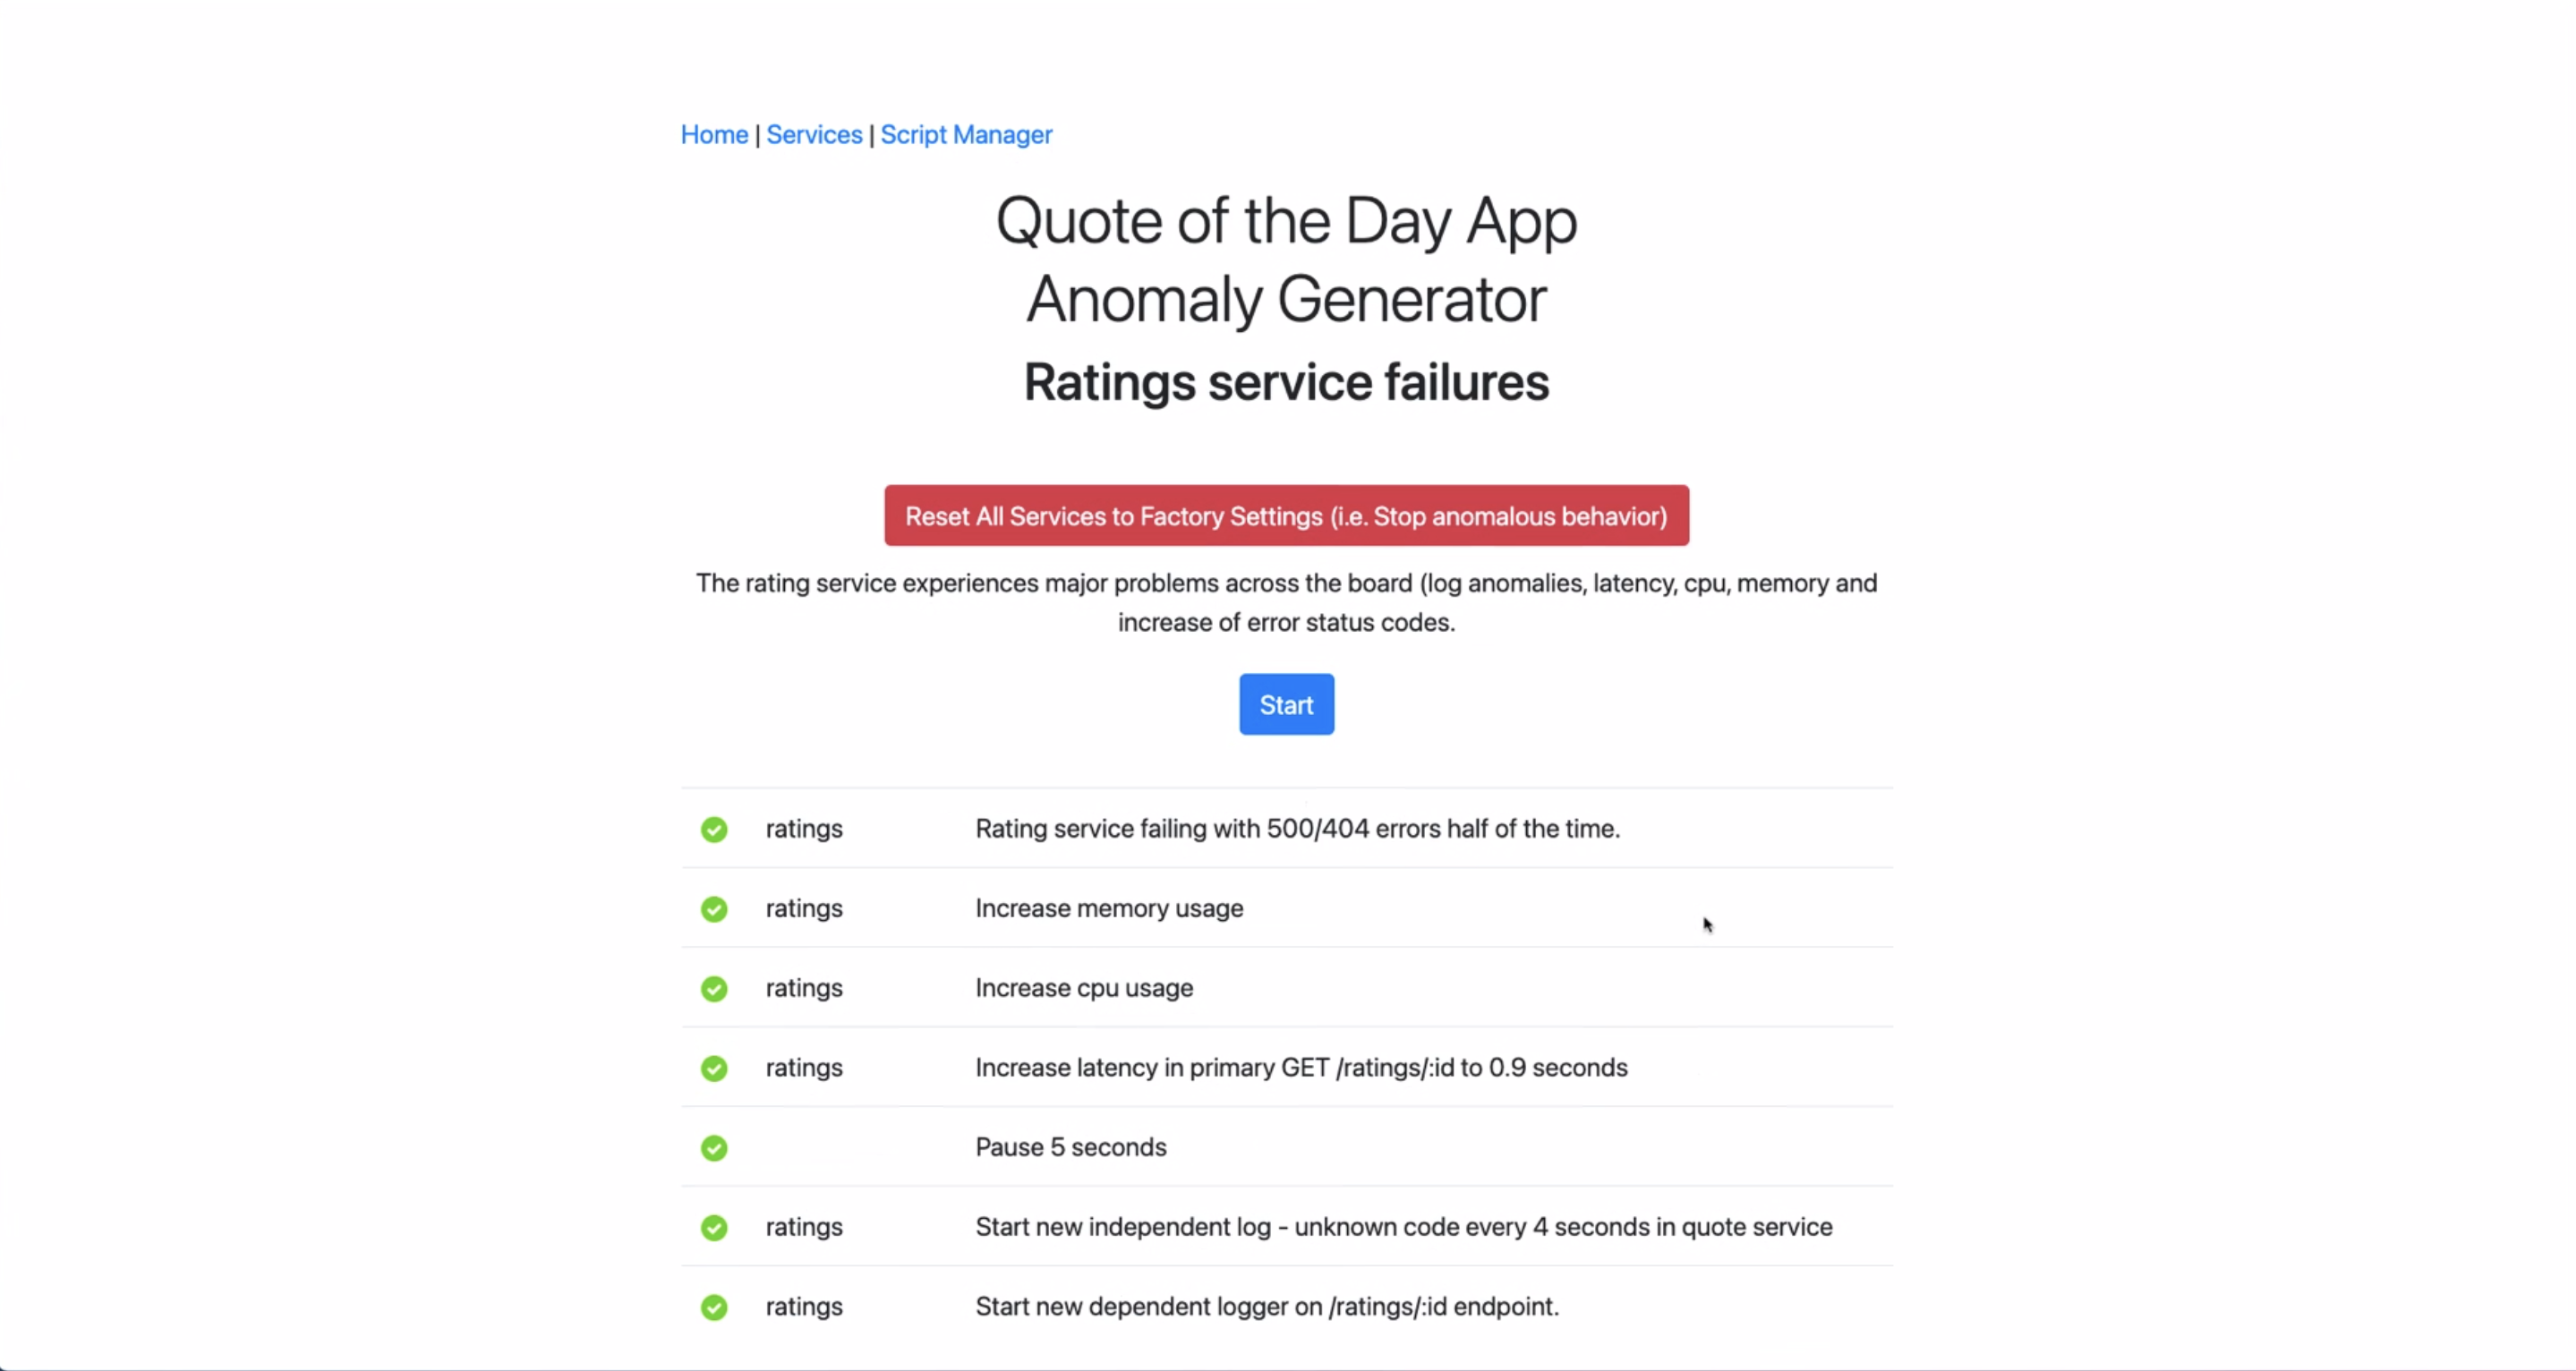 Home | Services | Script Manager
Quote of the Day App
Anomaly Generator
Ratings service failures
Reset All Services to Factory Settings (i.e. Stop anomalous behavior)
The rating service experiences major problems across the board (log anomalies, latency, cpu, memory and
increase of error status codes.
Start
ratings Rating service failing with 500/404 errors half of the time.
ratings Increase memory usage
ratings Increase cpu usage
ratings Increase latency in primary GET /ratings/:id to 0.9 seconds
Pause 5 seconds
ratings Start new independent log - unknown code every 4 seconds in quote service
ratings Start new dependent logger on /ratings/:id endpoint.